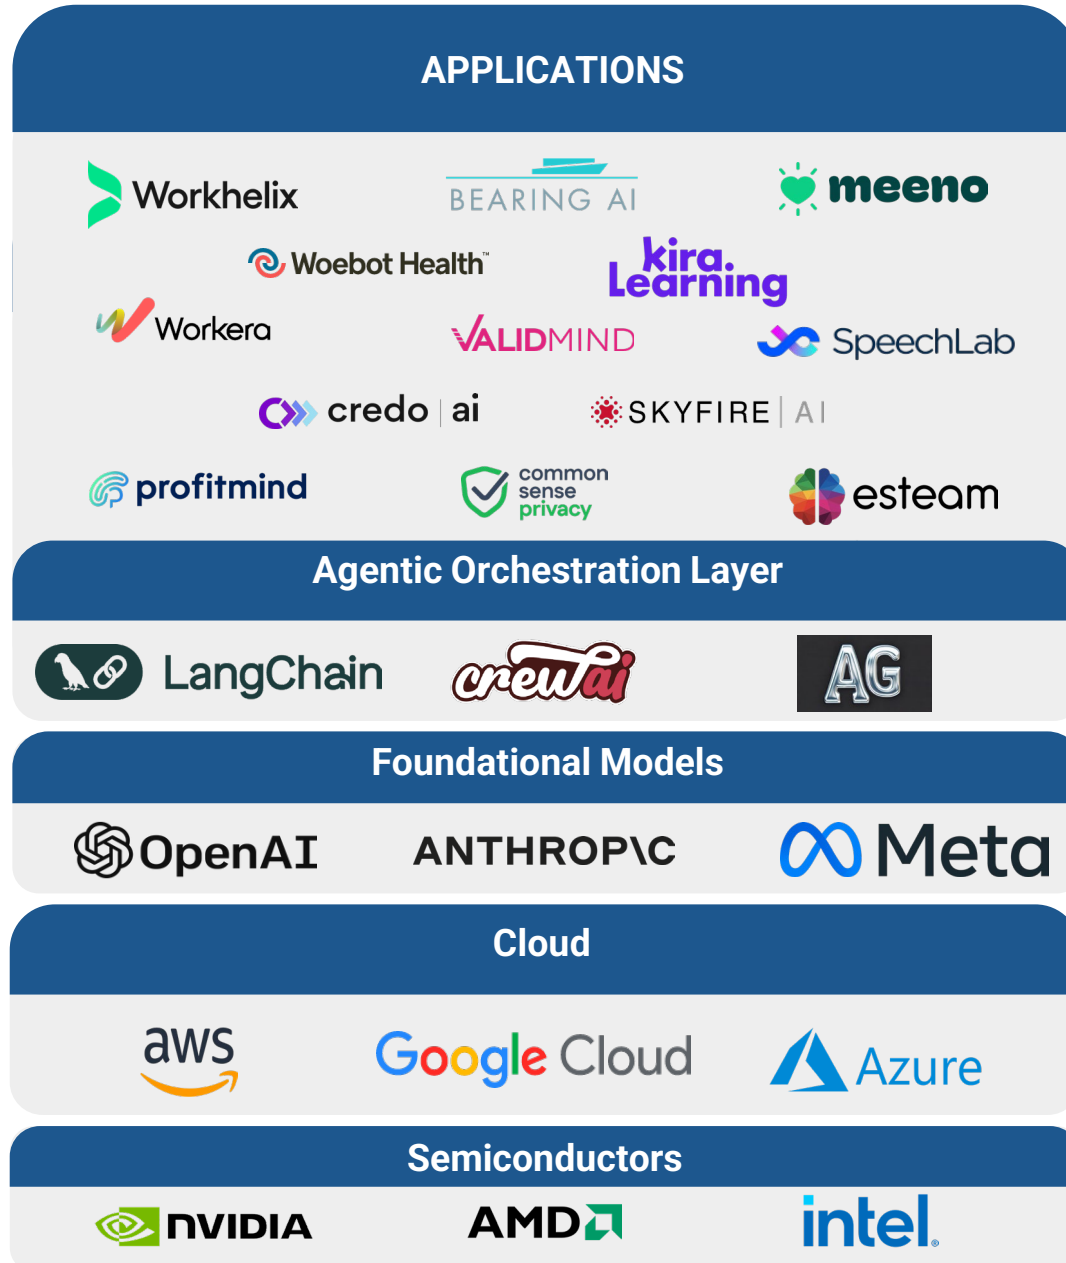 APPLICATIONS
Workhelix
BEARING AI
meeno
Woebot Health™
kira.
Learning
Workera
VALIDMIND
SpeechLab
credo | ai
SKYFIRE | AI
profitmind
common
sense
privacy
esteam
Agentic Orchestration Layer
LangChain
crewai
AG
Foundational Models
OpenAI
ANTHROP\C
Meta
Cloud
aws
Google Cloud
Azure
Semiconductors
NVIDIA
AMD
intel®